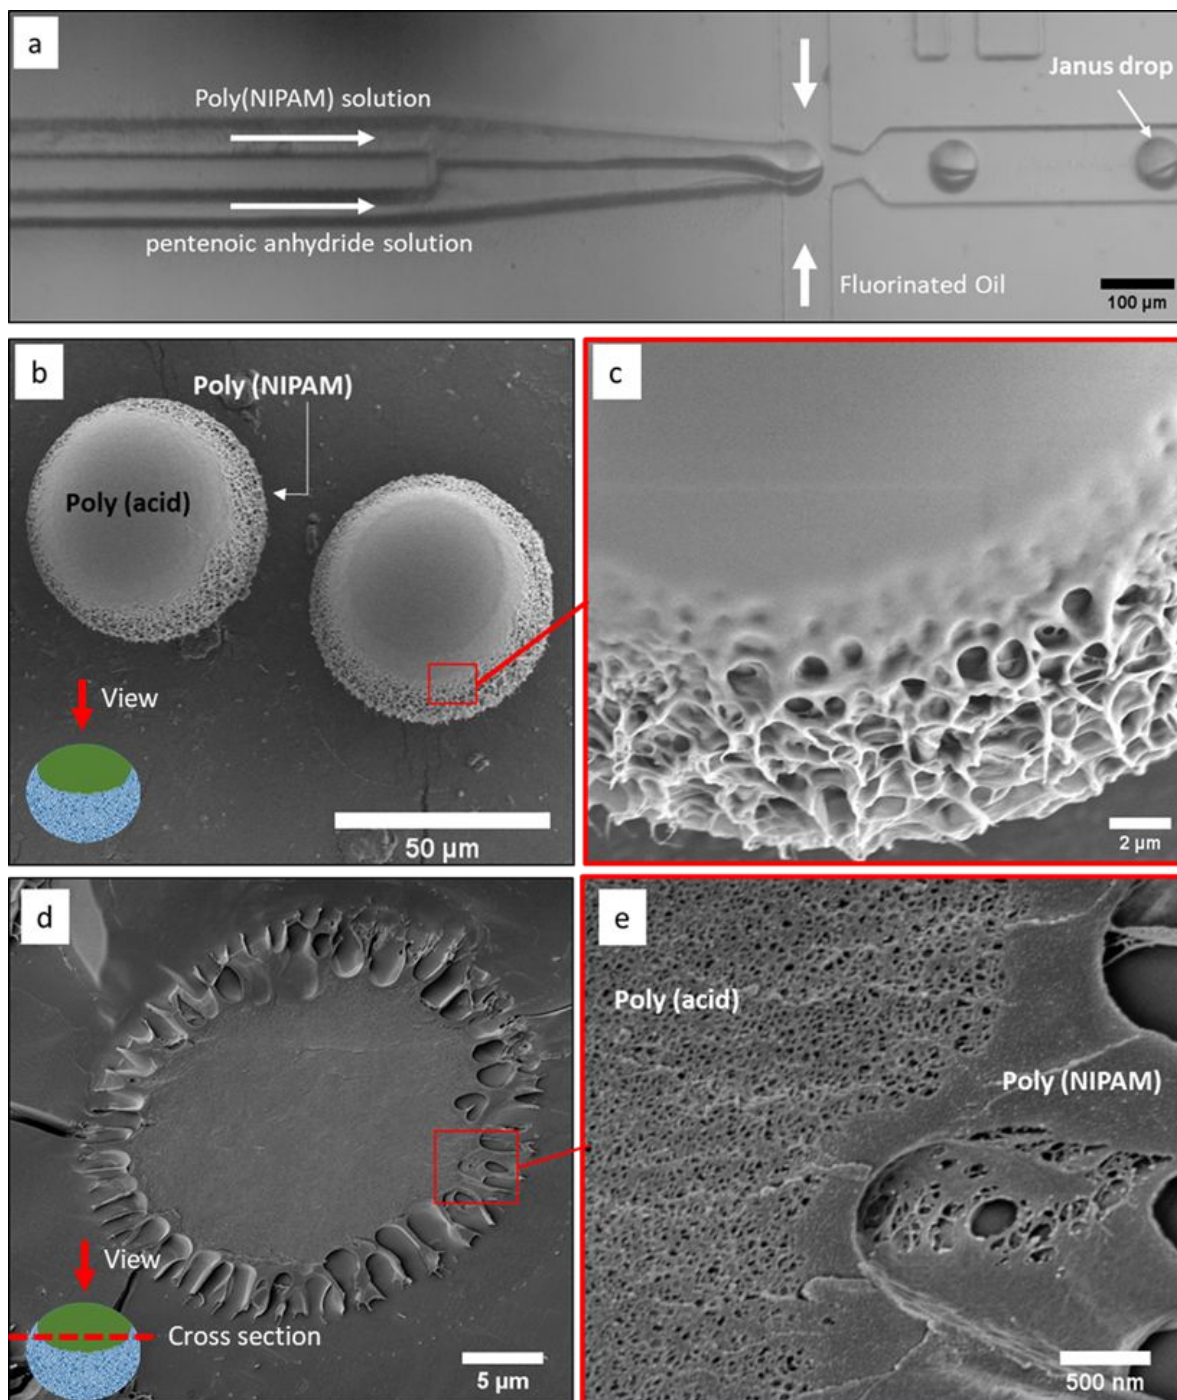 a
Poly(NIPAM) solution
Janus drop
pentenoic anhydride solution
Fluorinated Oil
100 µm
b
Poly (NIPAM)
Poly (acid)
View
50 µm
c
2 µm
d
View
Cross section
5 µm
e
Poly (acid)
Poly (NIPAM)
500 nm